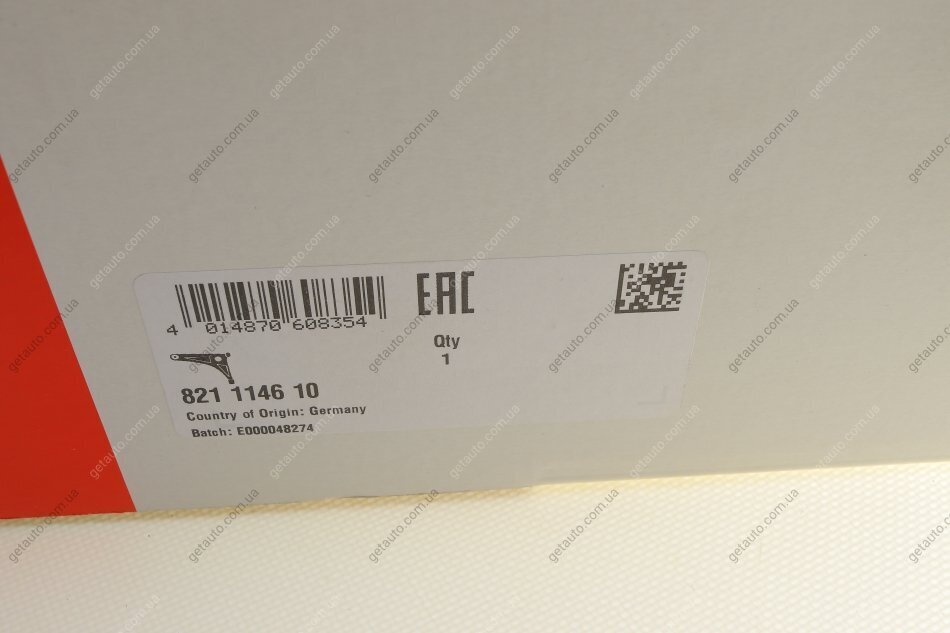 4 014870 608354
EAC
Qty
1
821 1146 10
Country of Origin: Germany
Batch: E000048274
getauto.com.ua